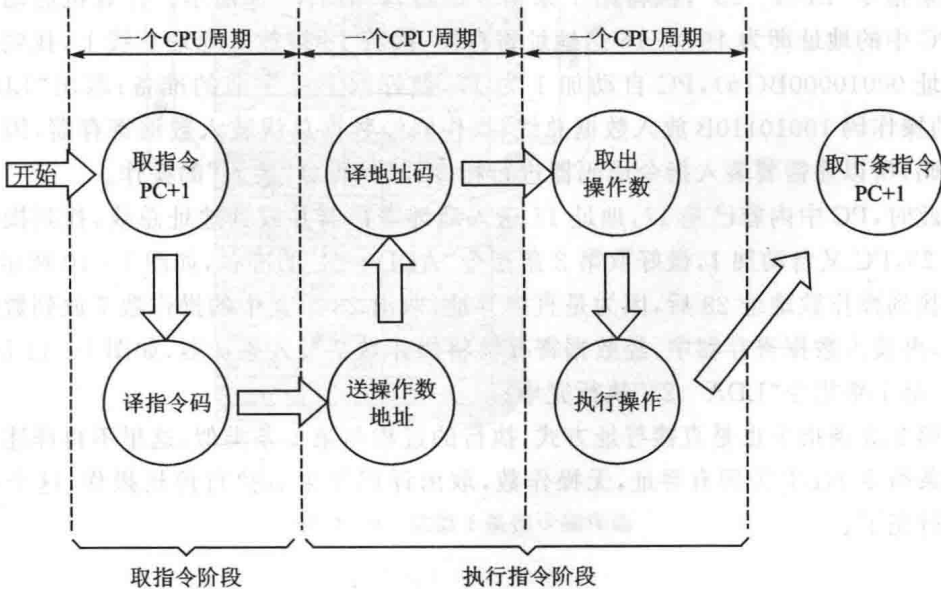 一个CPU周期
一个CPU周期
一个CPU周期
开始
取指令
PC+1
译地址码
取出
操作数
取下条指令
PC+1
译指令码
送操作数
地址
执行操作
取指令阶段
执行指令阶段